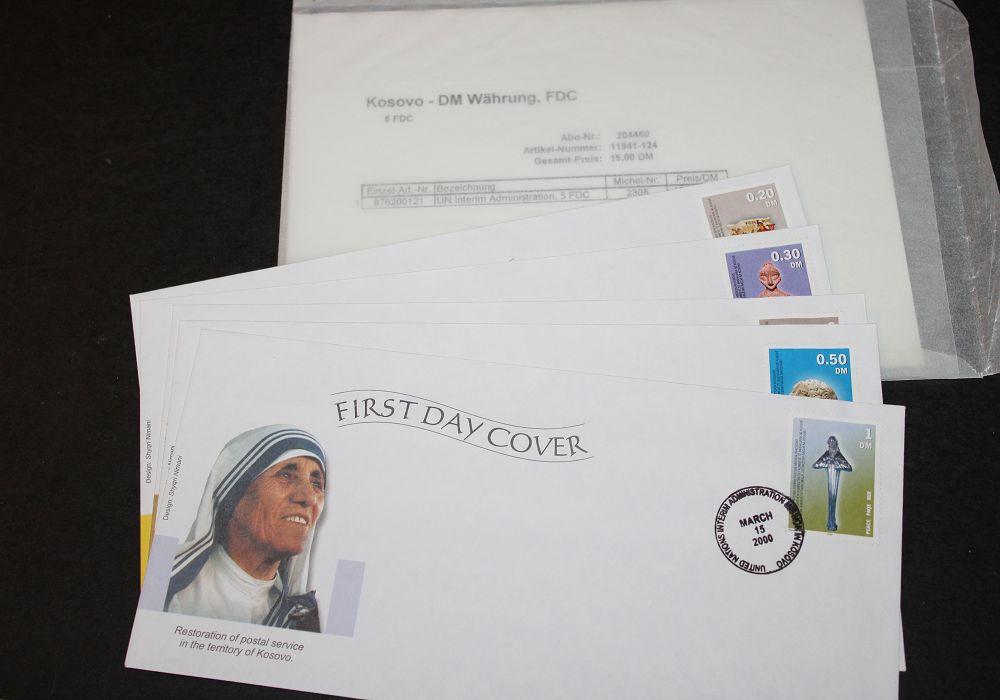 Kosovo - DM Währung, FDC
5 FDC
Abo-Nr.: 204460
Artikel-Nummer: 11941-124
Gesamt-Preis: 15,00 DM
Einzel-Art.-Nr. Bezeichnung Michel-Nr. Preis/DM
976200121 UN Interim Administration, 5 FDC 2305
0.20
DM
0.30
DM
0.50
DM
FIRST DAY COVER
1
DM
PEACE PAQE MIR
UNITED NATIONS INTERIM ADMINISTRATION MISSION IN KOSOVO
MARCH
15
2000
Design: Shyqri Nimani
Design: Shyqri Nimani
Restoration of postal service
in the territory of Kosovo.